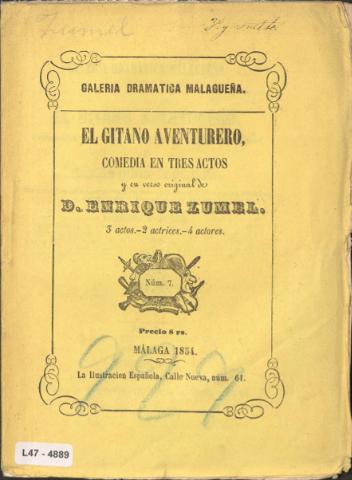 Zumel
GALERIA DRAMATICA MALAGUEÑA.
EL GITANO AVENTURERO,
COMEDIA EN TRES ACTOS
y en verso original de
D. ENRIQUE ZUMEL.
3 actos.–2 actrices.–4 actores.
Núm. 7.
Precio 8 rs.
MÁLAGA 1854.
La Ilustracion Española, Calle Nueva, núm. 61.
927
L47 - 4889